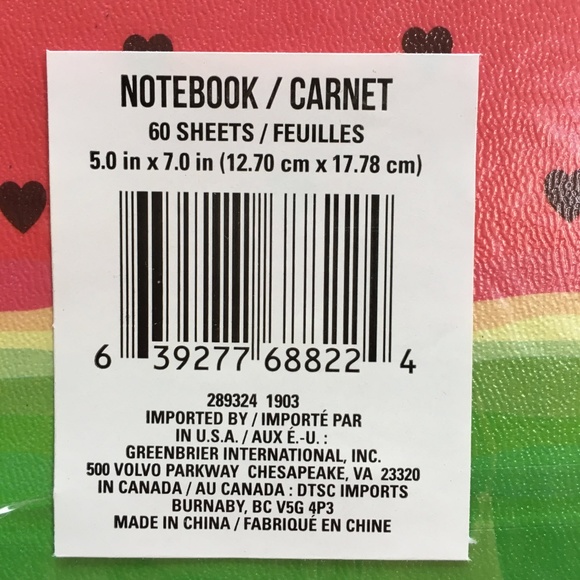 NOTEBOOK / CARNET
60 SHEETS / FEUILLES
5.0 in x 7.0 in (12.70 cm x 17.78 cm)
6 39277 68822 4
289324 1903
IMPORTED BY / IMPORTÉ PAR
IN U.S.A. / AUX É.-U. :
GREENBRIER INTERNATIONAL, INC.
500 VOLVO PARKWAY CHESAPEAKE, VA 23320
IN CANADA / AU CANADA : DTSC IMPORTS
BURNABY, BC V5G 4P3
MADE IN CHINA / FABRIQUÉ EN CHINE